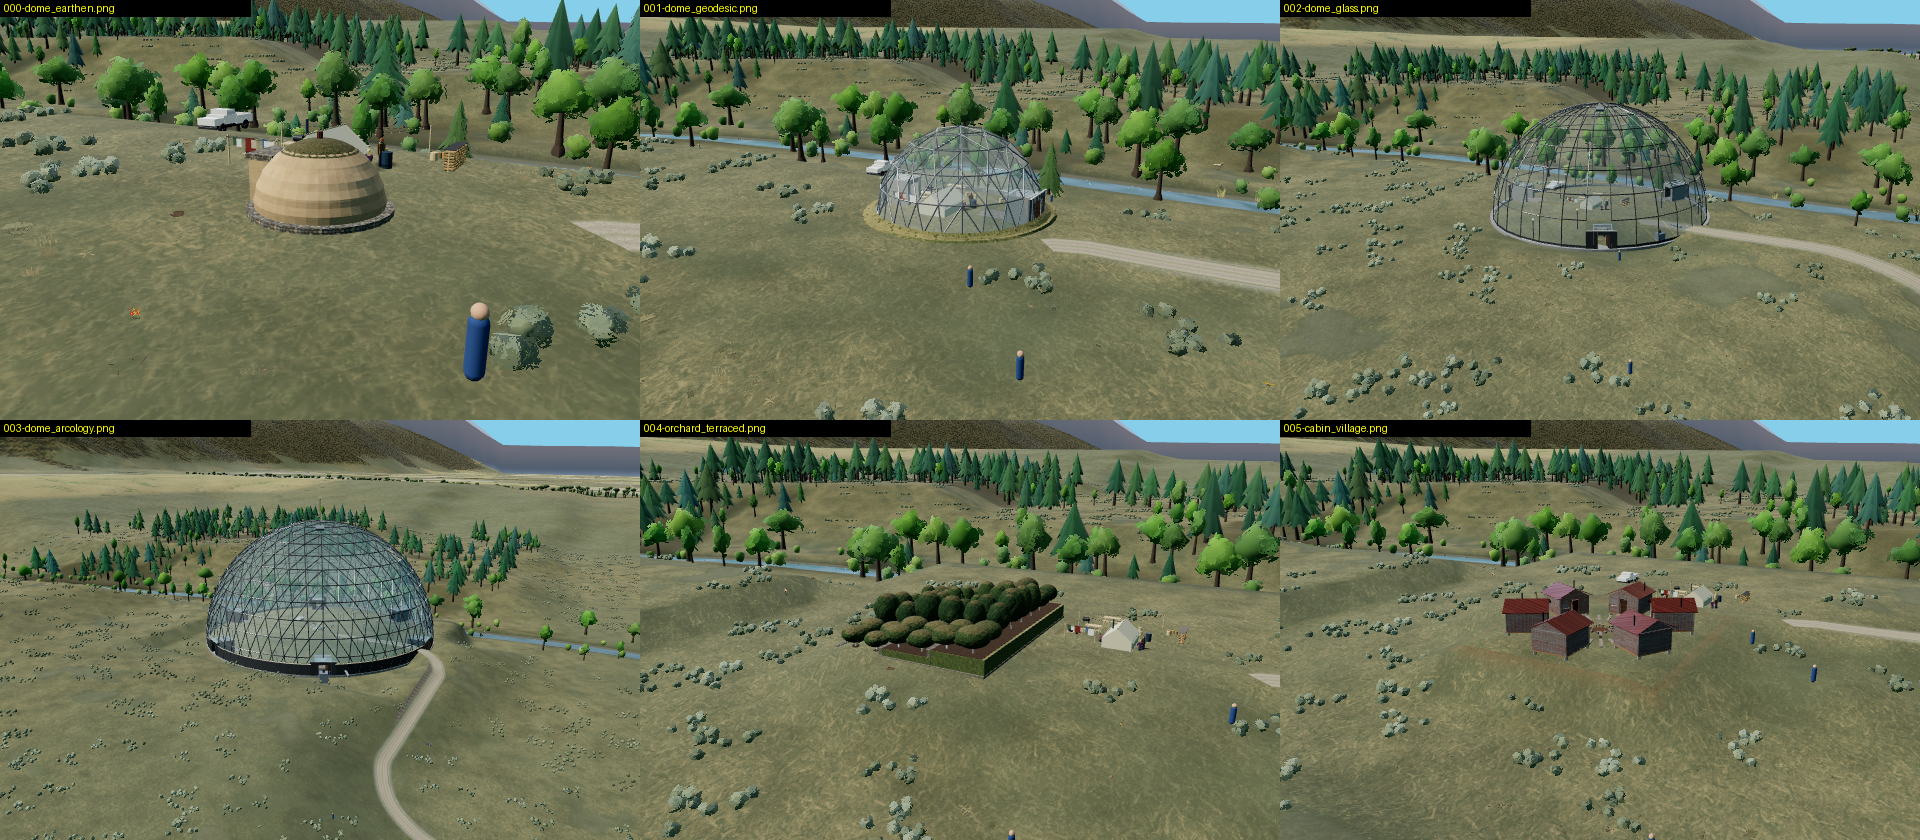 000-dome_earthen.png
001-dome_geodesic.png
002-dome_glass.png
003-dome_arcology.png
004-orchard_terraced.png
005-cabin_village.png